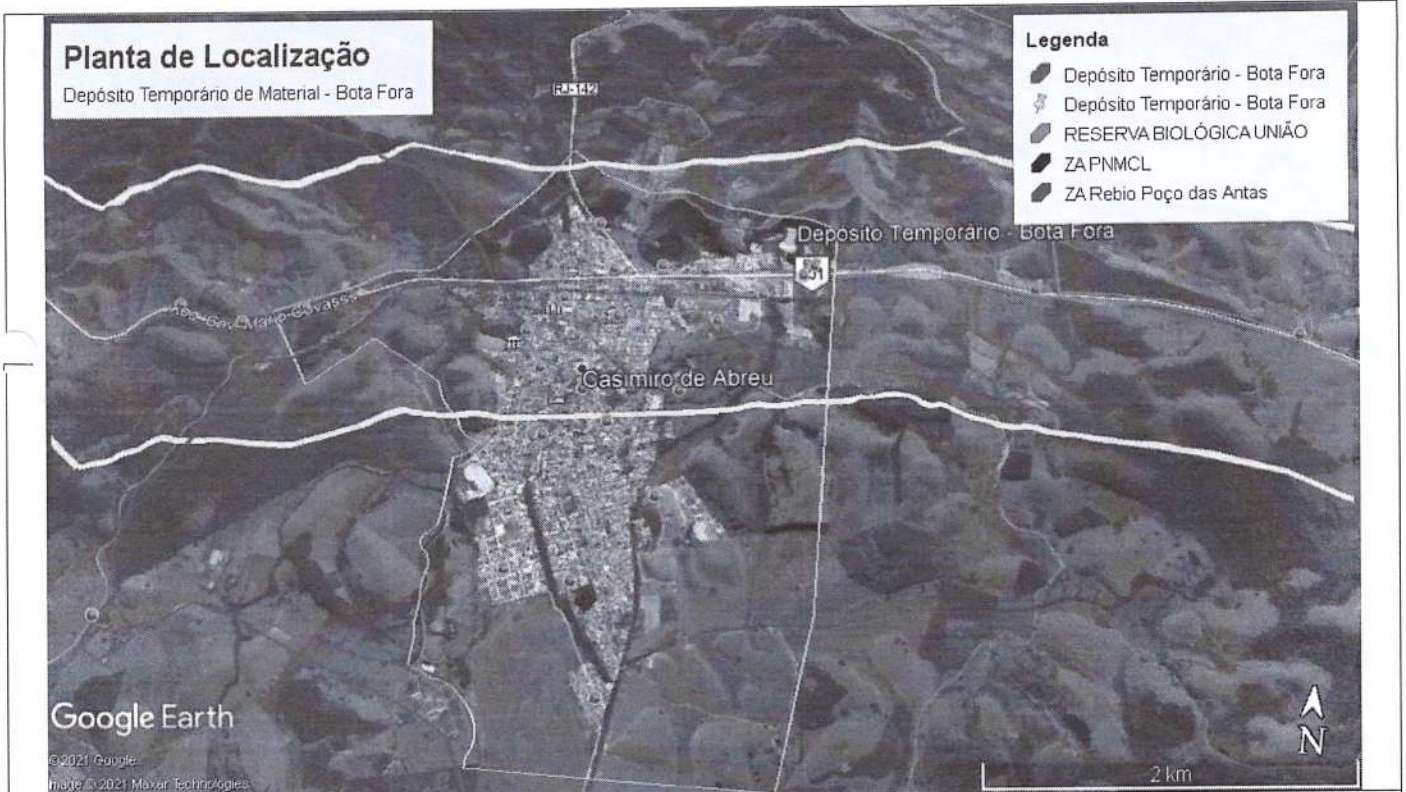 Planta de Localização
Depósito Temporário de Material - Bota Fora
Legenda
Depósito Temporário - Bota Fora
Depósito Temporário - Bota Fora
RESERVA BIOLÓGICA UNIÃO
ZA PNMCL
ZA Rebio Poço das Antas
RJ-142
Depósito Temporário - Bota Fora
Casimiro de Abreu
Google Earth
© 2021 Google
Image © 2021 Maxar Technologies
2 km
N